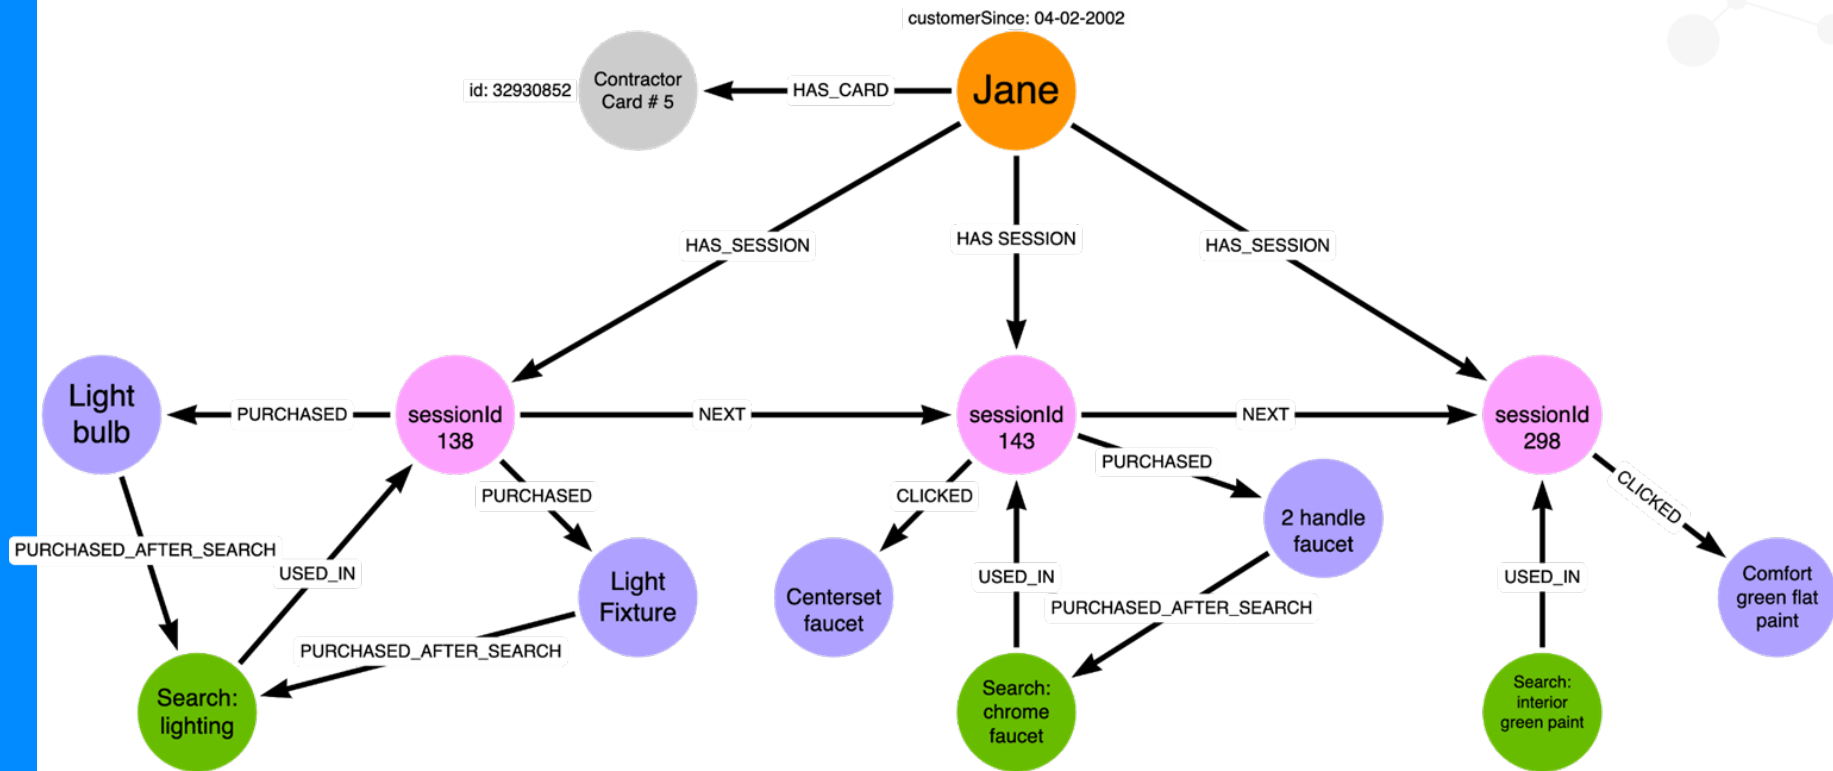 customerSince: 04-02-2002
id: 32930852
Contractor
Card # 5
HAS_CARD
Jane
HAS_SESSION
HAS SESSION
HAS_SESSION
Light
bulb
PURCHASED
sessionId
138
NEXT
sessionId
143
NEXT
sessionId
298
PURCHASED
CLICKED
PURCHASED
CLICKED
PURCHASED_AFTER_SEARCH
USED_IN
Light
Fixture
Centerset
faucet
USED_IN
2 handle
faucet
PURCHASED_AFTER_SEARCH
USED_IN
Comfort
green flat
paint
PURCHASED_AFTER_SEARCH
Search:
lighting
Search:
chrome
faucet
Search:
interior
green paint